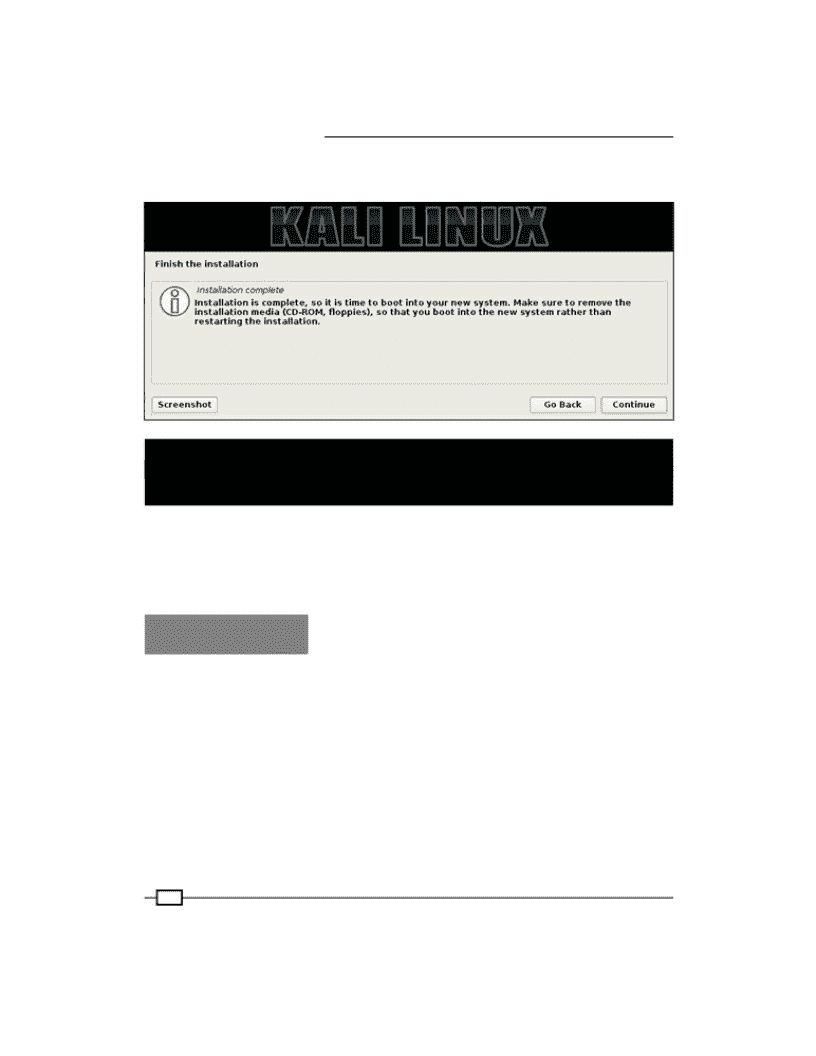 KALI LINUX
Finish the installation
Installation complete
Installation is complete, so it is time to boot into your new system. Make sure to remove the
installation media (CD-ROM, floppies), so that you boot into the new system rather than
restarting the installation.
Screenshot
Go Back
Continue